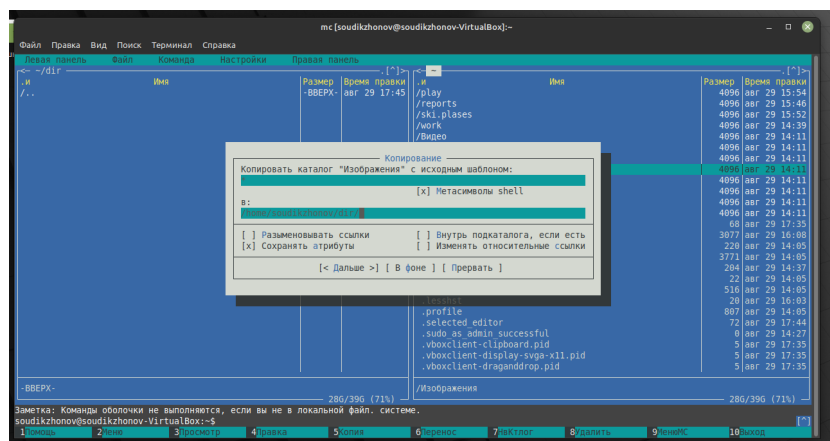 mc [soudikzhonov@soudikzhonov-VirtualBox]:~
Файл Правка Вид Поиск Терминал Справка
Левая панель Файл Команда Настройки Правая панель
<- ~/dir .[^]> <- ~ .[^]>
.и Имя Размер Время правки .и Имя Размер Время правки
/.. -ВВЕРХ- авг 29 17:45 /play 4096 авг 29 15:54
/reports 4096 авг 29 15:46
/ski.plases 4096 авг 29 15:52
/work 4096 авг 29 14:39
/Видео 4096 авг 29 14:11
4096 авг 29 14:11
Копирование 4096 авг 29 14:11
Копировать каталог "Изображения" с исходным шаблоном: 4096 авг 29 14:11
* 4096 авг 29 14:11
[x] Метасимволы shell 4096 авг 29 14:11
в: 4096 авг 29 14:11
/home/soudikzhonov/dir/ 4096 авг 29 14:11
68 авг 29 17:35
[ ] Разыменовывать ссылки [ ] Внутрь подкаталога, если есть 3077 авг 29 16:08
[x] Сохранять атрибуты [ ] Изменять относительные ссылки 220 авг 29 14:05
3771 авг 29 14:05
[< Дальше >] [ В фоне ] [ Прервать ] 204 авг 29 14:37
22 авг 29 14:05
516 авг 29 14:05
.lesshst 20 авг 29 16:03
.profile 807 авг 29 14:05
.selected_editor 72 авг 29 17:44
.sudo_as_admin_successful 0 авг 29 14:27
.vboxclient-clipboard.pid 5 авг 29 17:35
.vboxclient-display-svga-x11.pid 5 авг 29 17:35
.vboxclient-draganddrop.pid 5 авг 29 17:35
-ВВЕРХ- /Изображения
28G/39G (71%) 28G/39G (71%)
Заметка: Команды оболочки не выполняются, если вы не в локальной файл. системе.
soudikzhonov@soudikzhonov-VirtualBox:~$ [^]
1Помощь 2Меню 3Просмотр 4Правка 5Копия 6Перенос 7НвКтлог 8Удалить 9МенюМС 10Выход